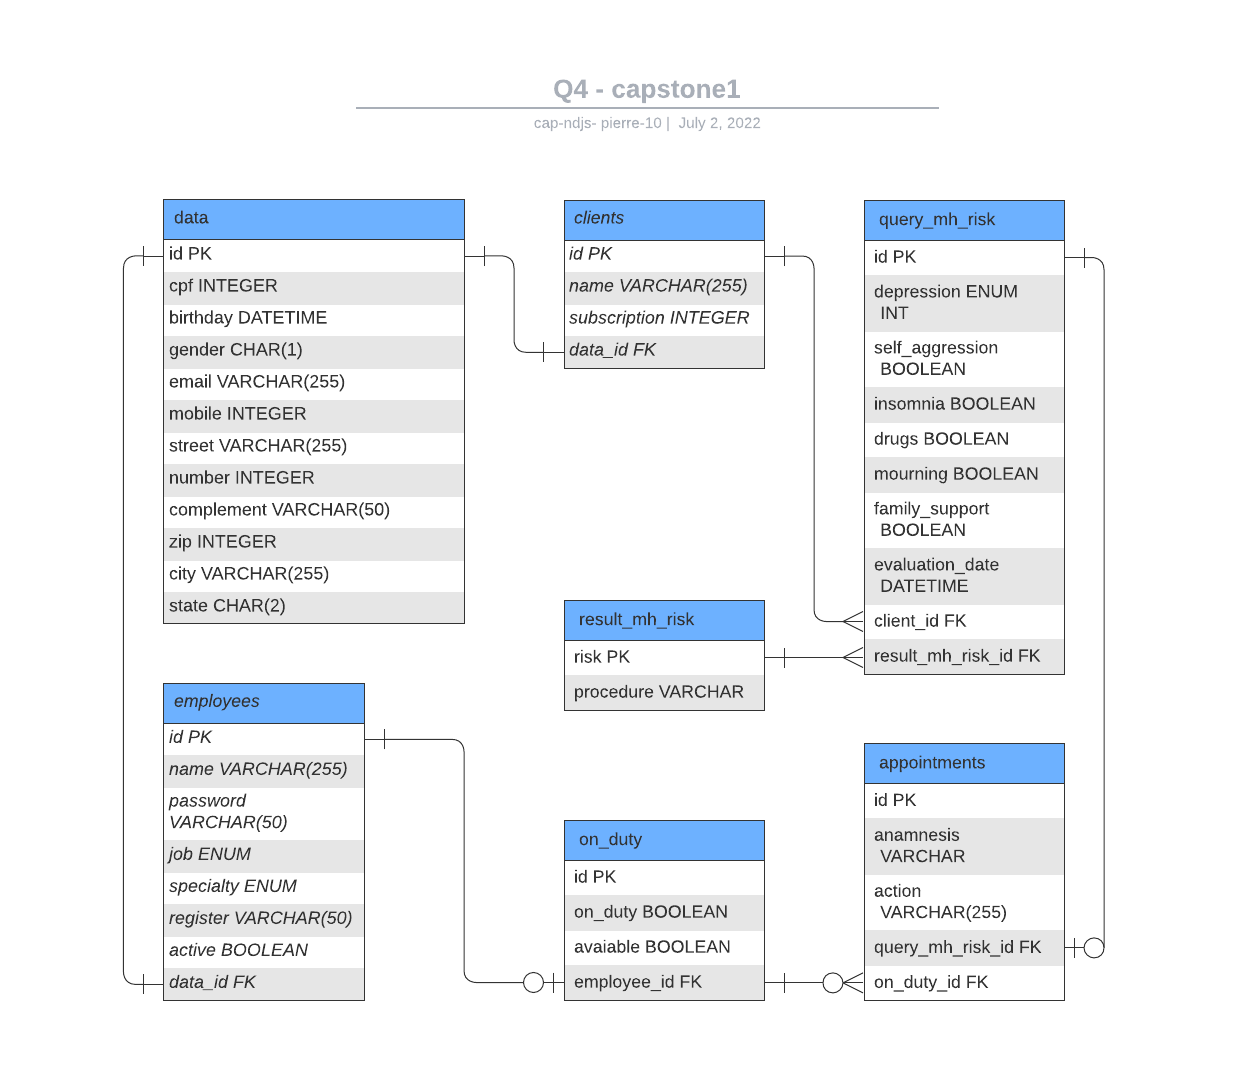 Q4 - capstone1
cap-ndjs- pierre-10 | July 2, 2022
data
id PK
cpf INTEGER
birthday DATETIME
gender CHAR(1)
email VARCHAR(255)
mobile INTEGER
street VARCHAR(255)
number INTEGER
complement VARCHAR(50)
zip INTEGER
city VARCHAR(255)
state CHAR(2)
clients
id PK
name VARCHAR(255)
subscription INTEGER
data_id FK
query_mh_risk
id PK
depression ENUM
INT
self_aggression
BOOLEAN
insomnia BOOLEAN
drugs BOOLEAN
mourning BOOLEAN
family_support
BOOLEAN
evaluation_date
DATETIME
client_id FK
result_mh_risk_id FK
result_mh_risk
risk PK
procedure VARCHAR
employees
id PK
name VARCHAR(255)
password
VARCHAR(50)
job ENUM
specialty ENUM
register VARCHAR(50)
active BOOLEAN
data_id FK
on_duty
id PK
on_duty BOOLEAN
avaiable BOOLEAN
employee_id FK
appointments
id PK
anamnesis
VARCHAR
action
VARCHAR(255)
query_mh_risk_id FK
on_duty_id FK